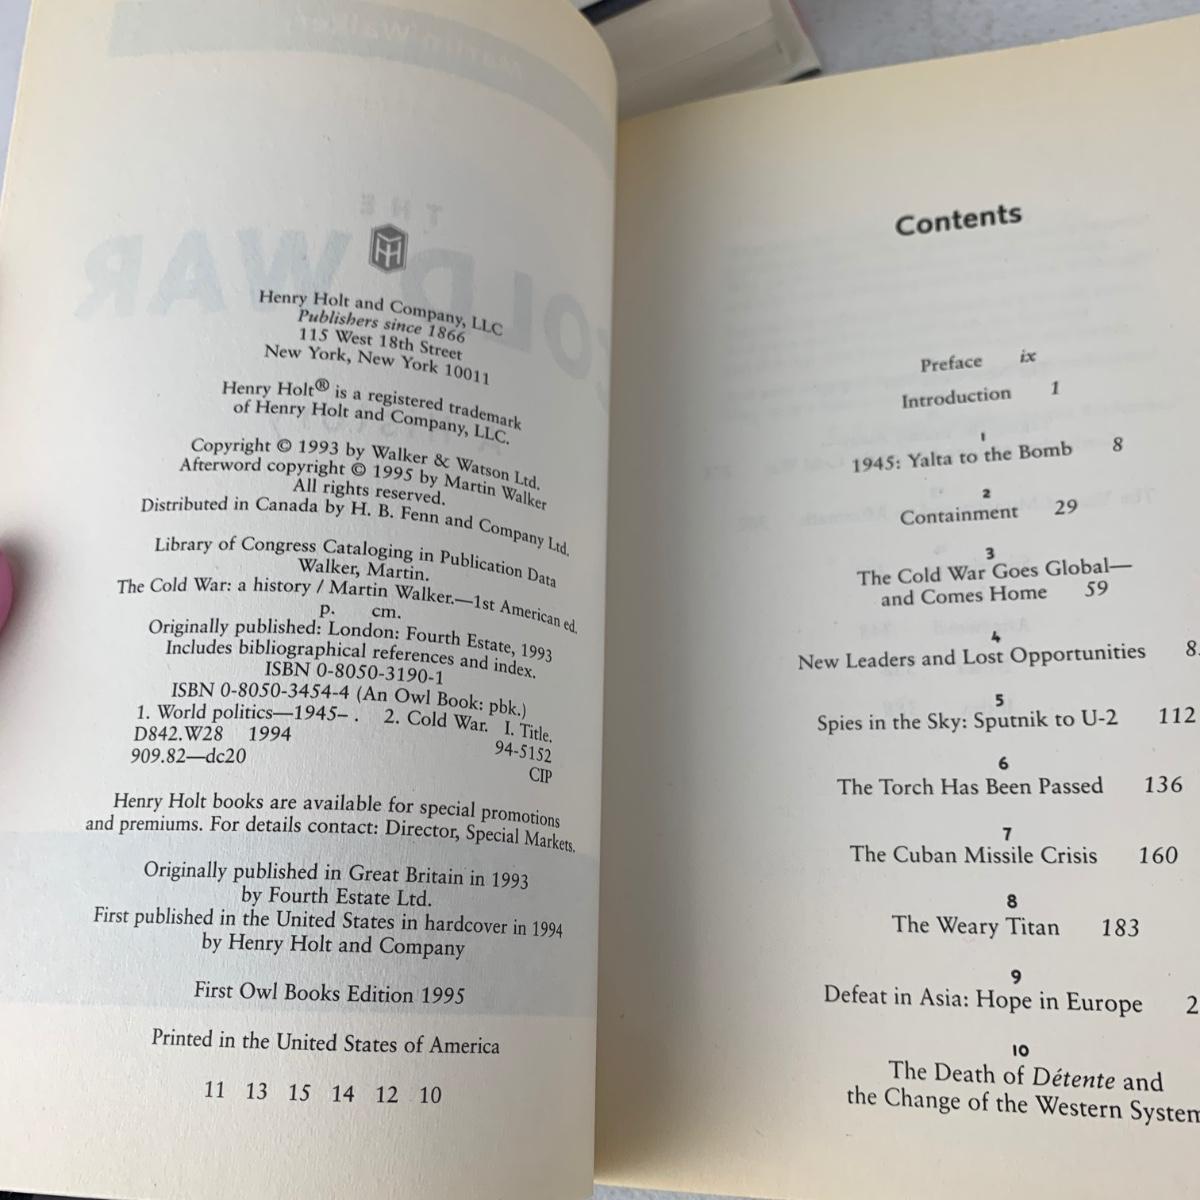 Henry Holt and Company, LLC
Publishers since 1866
115 West 18th Street
New York, New York 10011
Henry Holt® is a registered trademark
of Henry Holt and Company, LLC.
Copyright © 1993 by Walker & Watson Ltd.
Afterword copyright © 1995 by Martin Walker
All rights reserved.
Distributed in Canada by H. B. Fenn and Company Ltd.
Library of Congress Cataloging in Publication Data
Walker, Martin.
The Cold War: a history / Martin Walker.—1st American ed.
p. cm.
Originally published: London: Fourth Estate, 1993
Includes bibliographical references and index.
ISBN 0-8050-3190-1
ISBN 0-8050-3454-4 (An Owl Book: pbk.)
1. World politics—1945– . 2. Cold War. I. Title.
D842.W28 1994 94-5152
909.82—dc20 CIP
Henry Holt books are available for special promotions
and premiums. For details contact: Director, Special Markets.
Originally published in Great Britain in 1993
by Fourth Estate Ltd.
First published in the United States in hardcover in 1994
by Henry Holt and Company
First Owl Books Edition 1995
Printed in the United States of America
11 13 15 14 12 10
Contents
Preface ix
Introduction 1
1
1945: Yalta to the Bomb 8
2
Containment 29
3
The Cold War Goes Global—
and Comes Home 59
4
New Leaders and Lost Opportunities 8
5
Spies in the Sky: Sputnik to U-2 112
6
The Torch Has Been Passed 136
7
The Cuban Missile Crisis 160
8
The Weary Titan 183
9
Defeat in Asia: Hope in Europe 2
10
The Death of Détente and
the Change of the Western System